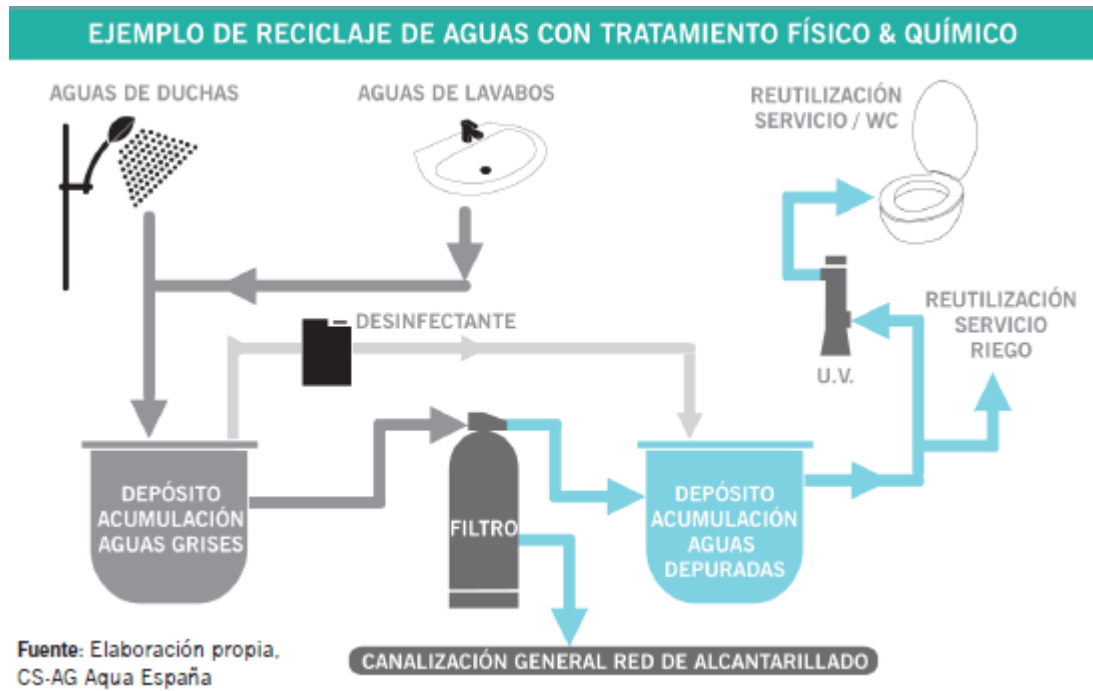 EJEMPLO DE RECICLAJE DE AGUAS CON TRATAMIENTO FÍSICO & QUÍMICO
AGUAS DE DUCHAS
AGUAS DE LAVABOS
REUTILIZACIÓN
SERVICIO / WC
DESINFECTANTE
U.V.
REUTILIZACIÓN
SERVICIO
RIEGO
DEPÓSITO
ACUMULACIÓN
AGUAS GRISES
FILTRO
DEPÓSITO
ACUMULACIÓN
AGUAS
DEPURADAS
CANALIZACIÓN GENERAL RED DE ALCANTARILLADO
Fuente: Elaboración propia,
CS-AG Aqua España